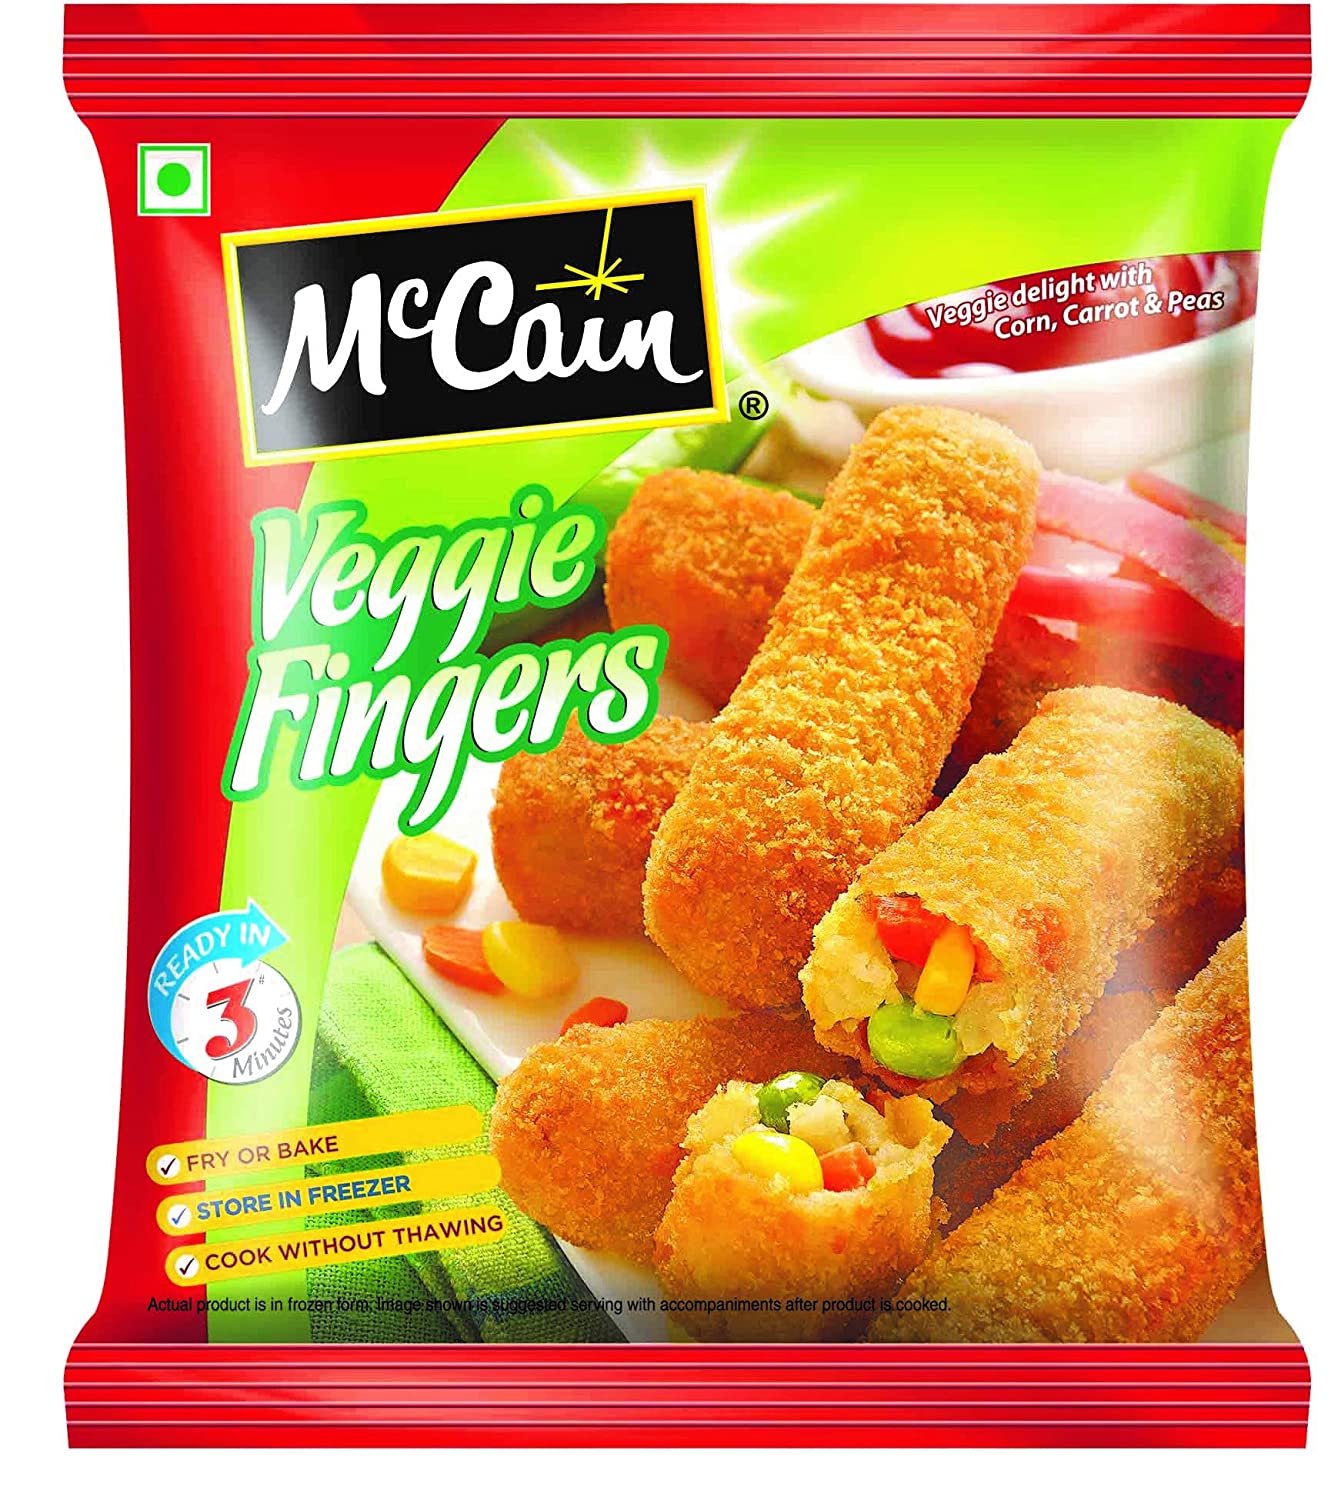 McCain
®
Veggie delight with
Corn, Carrot & Peas
Veggie
Fingers
READY IN
3#
Minutes
FRY OR BAKE
STORE IN FREEZER
COOK WITHOUT THAWING
Actual product is in frozen form. Image shown is suggested serving with accompaniments after product is cooked.